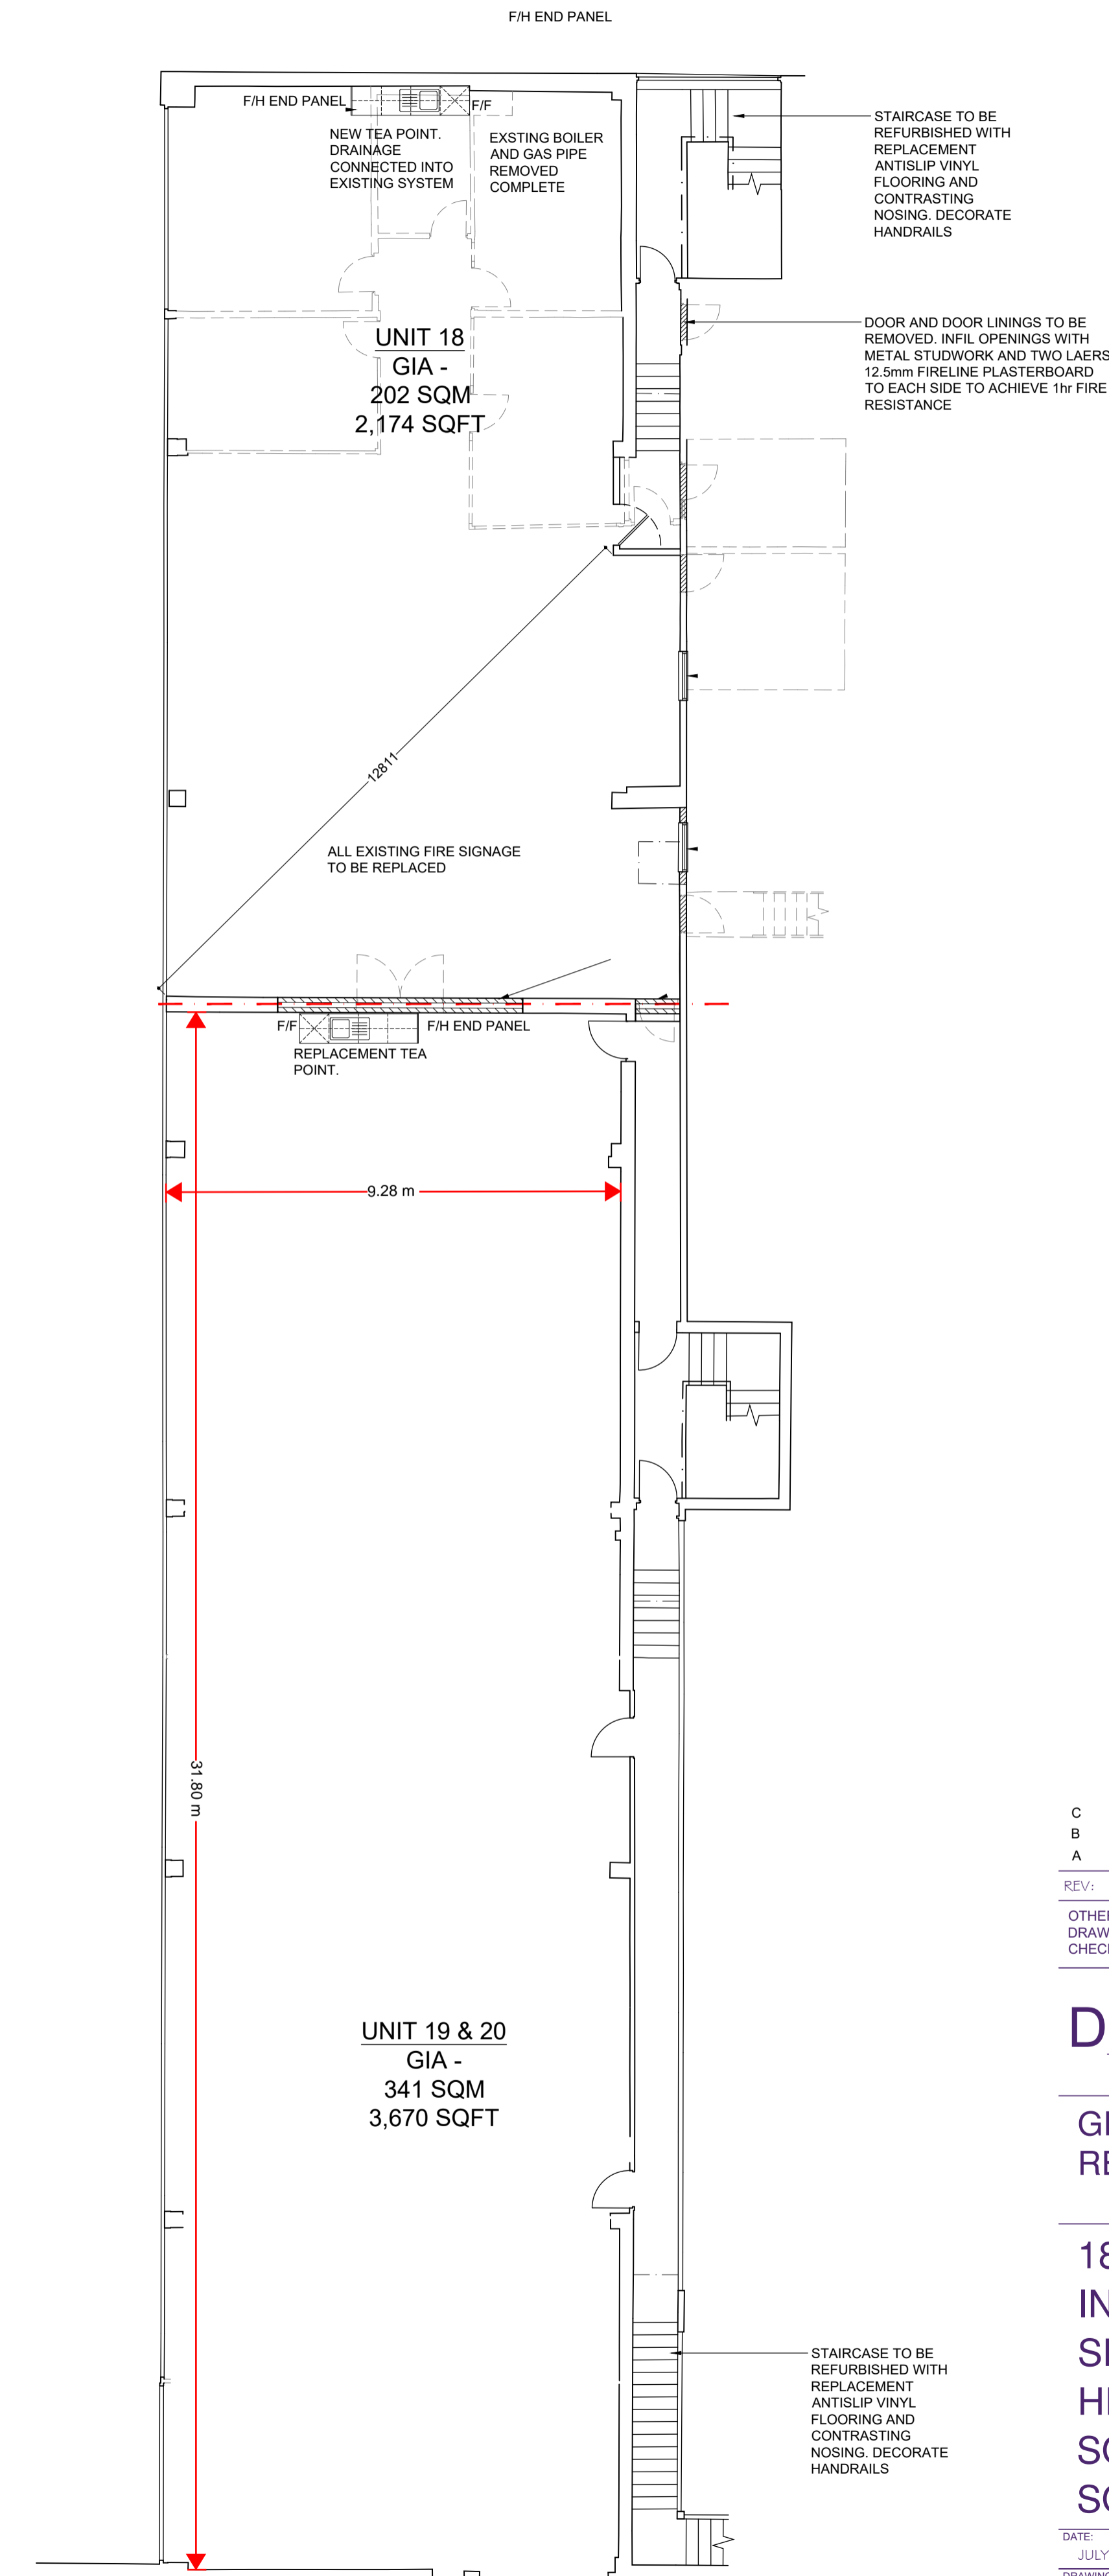 F/H END PANEL
F/H END PANEL
F/F
NEW TEA POINT.
DRAINAGE
CONNECTED INTO
EXISTING SYSTEM
EXSTING BOILER
AND GAS PIPE
REMOVED
COMPLETE
STAIRCASE TO BE
REFURBISHED WITH
REPLACEMENT
ANTISLIP VINYL
FLOORING AND
CONTRASTING
NOSING. DECORATE
HANDRAILS
UNIT 18
GIA -
202 SQM
2,174 SQFT
DOOR AND DOOR LININGS TO BE
REMOVED. INFIL OPENINGS WITH
METAL STUDWORK AND TWO LAERS
12.5mm FIRELINE PLASTERBOARD
TO EACH SIDE TO ACHIEVE 1hr FIRE
RESISTANCE
12811
ALL EXISTING FIRE SIGNAGE
TO BE REPLACED
F/F
F/H END PANEL
REPLACEMENT TEA
POINT.
9.28 m
31.80 m
UNIT 19 & 20
GIA -
341 SQM
3,670 SQFT
STAIRCASE TO BE
REFURBISHED WITH
REPLACEMENT
ANTISLIP VINYL
FLOORING AND
CONTRASTING
NOSING. DECORATE
HANDRAILS
C
B
A
REV:
DRAW
18
IN
DATE:
JULY